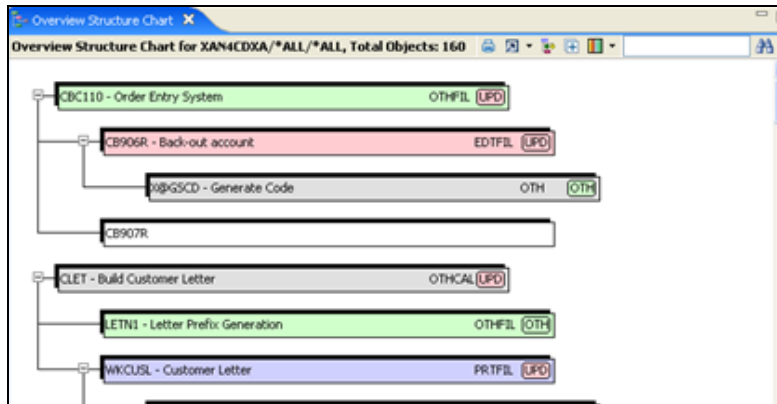 Overview Structure Chart
Overview Structure Chart for XAN4CDXA/*ALL/*ALL, Total Objects: 160
CBC110 - Order Entry System OTHFIL UPD
CB906R - Back-out account EDTFIL UPD
X@GSCD - Generate Code OTH OTH
CB907R
CLET - Build Customer Letter OTHCAL UPD
LETN1 - Letter Prefix Generation OTHFIL OTH
WKCUSL - Customer Letter PRTFIL UPD